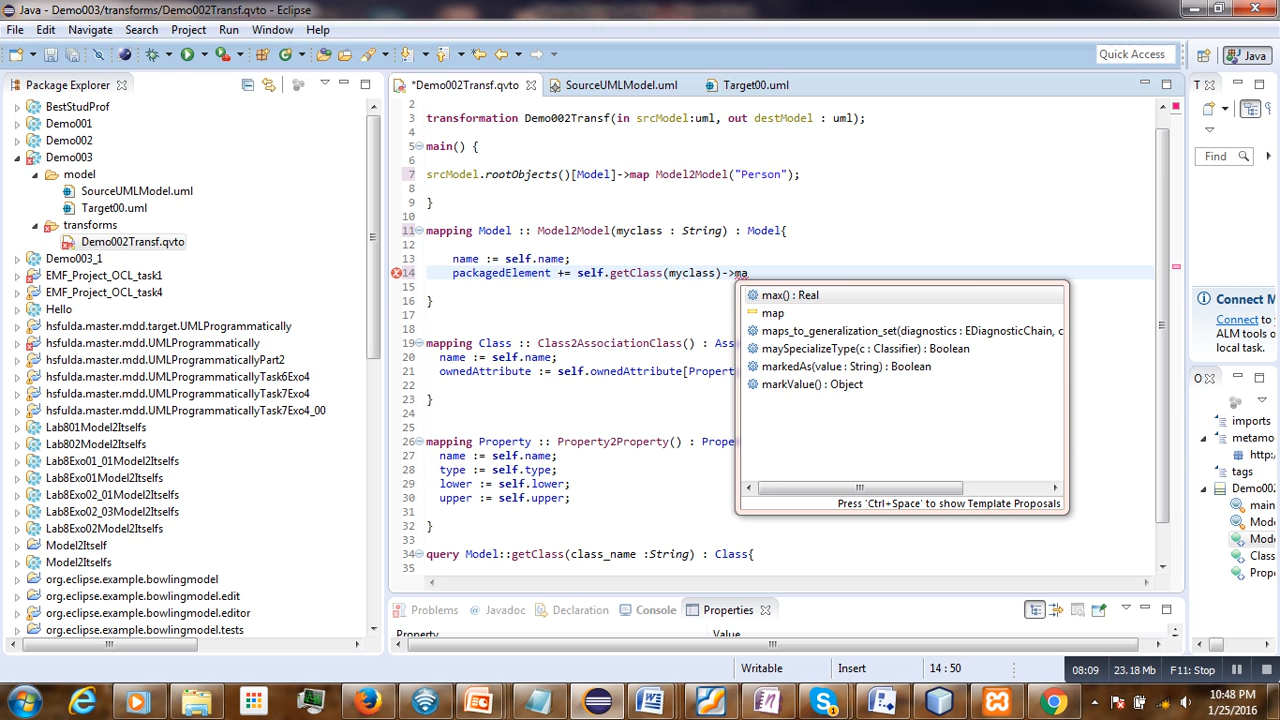 Java - Demo003/transforms/Demo002Transf.qvto - Eclipse
File Edit Navigate Search Project Run Window Help
Quick Access
Java
Package Explorer
*Demo002Transf.qvto
SourceUMLModel.uml
Target00.uml
T
BestStudProf
Demo001
Demo002
Demo003
model
SourceUMLModel.uml
Target00.uml
transforms
Demo002Transf.qvto
Demo003_1
EMF_Project_OCL_task1
EMF_Project_OCL_task4
Hello
hsfulda.master.mdd.target.UMLProgrammatically
hsfulda.master.mdd.UMLProgrammatically
hsfulda.master.mdd.UMLProgrammaticallyPart2
hsfulda.master.mdd.UMLProgrammaticallyTask6Exo4
hsfulda.master.mdd.UMLProgrammaticallyTask7Exo4
hsfulda.master.mdd.UMLProgrammaticallyTask7Exo4_00
Lab801Model2Itselfs
Lab802Model2Itselfs
Lab8Exo01_01Model2Itselfs
Lab8Exo01Model2Itselfs
Lab8Exo02_01Model2Itselfs
Lab8Exo02_03Model2Itselfs
Lab8Exo02Model2Itselfs
Model2Itself
Model2Itselfs
org.eclipse.example.bowlingmodel
org.eclipse.example.bowlingmodel.edit
org.eclipse.example.bowlingmodel.editor
org.eclipse.example.bowlingmodel.tests
2
3 transformation Demo002Transf(in srcModel:uml, out destModel : uml);
4
5 main() {
6
7 srcModel.rootObjects()[Model]->map Model2Model("Person");
8
9 }
10
11 mapping Model :: Model2Model(myclass : String) : Model{
12
13 name := self.name;
14 packagedElement += self.getClass(myclass)->ma
15
16 }
17
18
19 mapping Class :: Class2AssociationClass() : Ass
20 name := self.name;
21 ownedAttribute := self.ownedAttribute[Propert
22
23 }
24
25
26 mapping Property :: Property2Property() : Prope
27 name := self.name;
28 type := self.type;
29 lower := self.lower;
30 upper := self.upper;
31
32 }
33
34 query Model::getClass(class_name :String) : Class{
35
max() : Real
map
maps_to_generalization_set(diagnostics : EDiagnosticChain, c
maySpecializeType(c : Classifier) : Boolean
markedAs(value : String) : Boolean
markValue() : Object
Press 'Ctrl+Space' to show Template Proposals
Find
Connect M
Connect to
ALM tools or
local task.
O
imports
metamo
http:
tags
Demo002
main
Mode
Mode
Class
Prop
Problems
Javadoc
Declaration
Console
Properties
Property
Value
Writable
Insert
14 : 50
08:09
23.18 Mb
F11: Stop
10:48 PM
1/25/2016